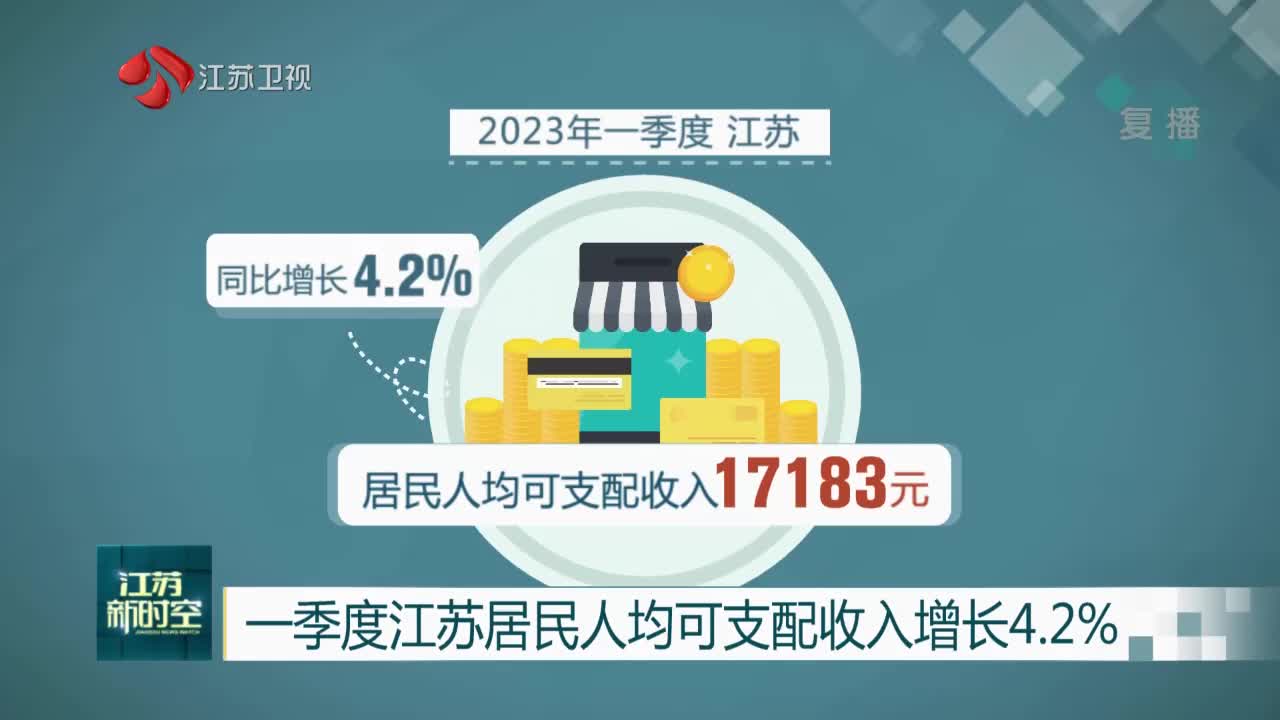 江苏卫视
复播
2023年一季度 江苏
同比增长4.2%
居民人均可支配收入17183元
江苏
新时空
JIANGSU NEWS WATCH
一季度江苏居民人均可支配收入增长4.2%